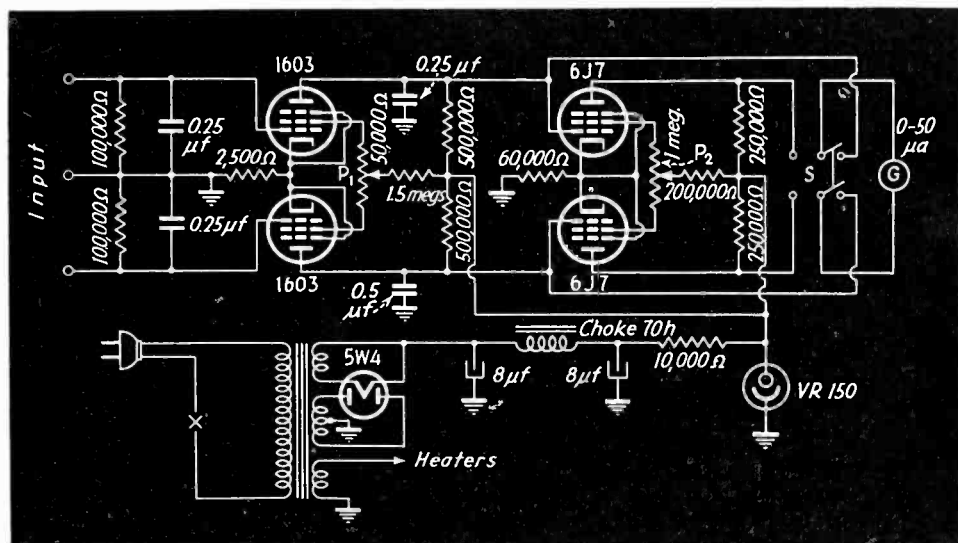 1603
0.25 µf
6J7
Input
100,000Ω
0.25
µf
2,500Ω
50,000Ω
P1
500,000Ω
1.5 megs
60,000Ω
1 meg.
P2
200,000Ω
250,000Ω
S
0-50
µa
G
100,000Ω
0.25 µf
500,000Ω
250,000Ω
1603
6J7
0.5
µf
Choke 70h
5W4
8µf
8µf
10,000Ω
VR 150
Heaters